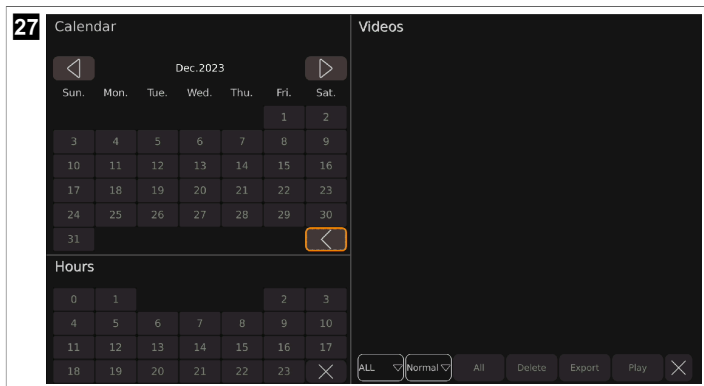 27
Calendar
Dec.2023
Sun. Mon. Tue. Wed. Thu. Fri. Sat.
1 2
3 4 5 6 7 8 9
10 11 12 13 14 15 16
17 18 19 20 21 22 23
24 25 26 27 28 29 30
31
Hours
0 1 2 3
4 5 6 7 8 9 10
11 12 13 14 15 16 17
18 19 20 21 22 23
Videos
ALL Normal All Delete Export Play